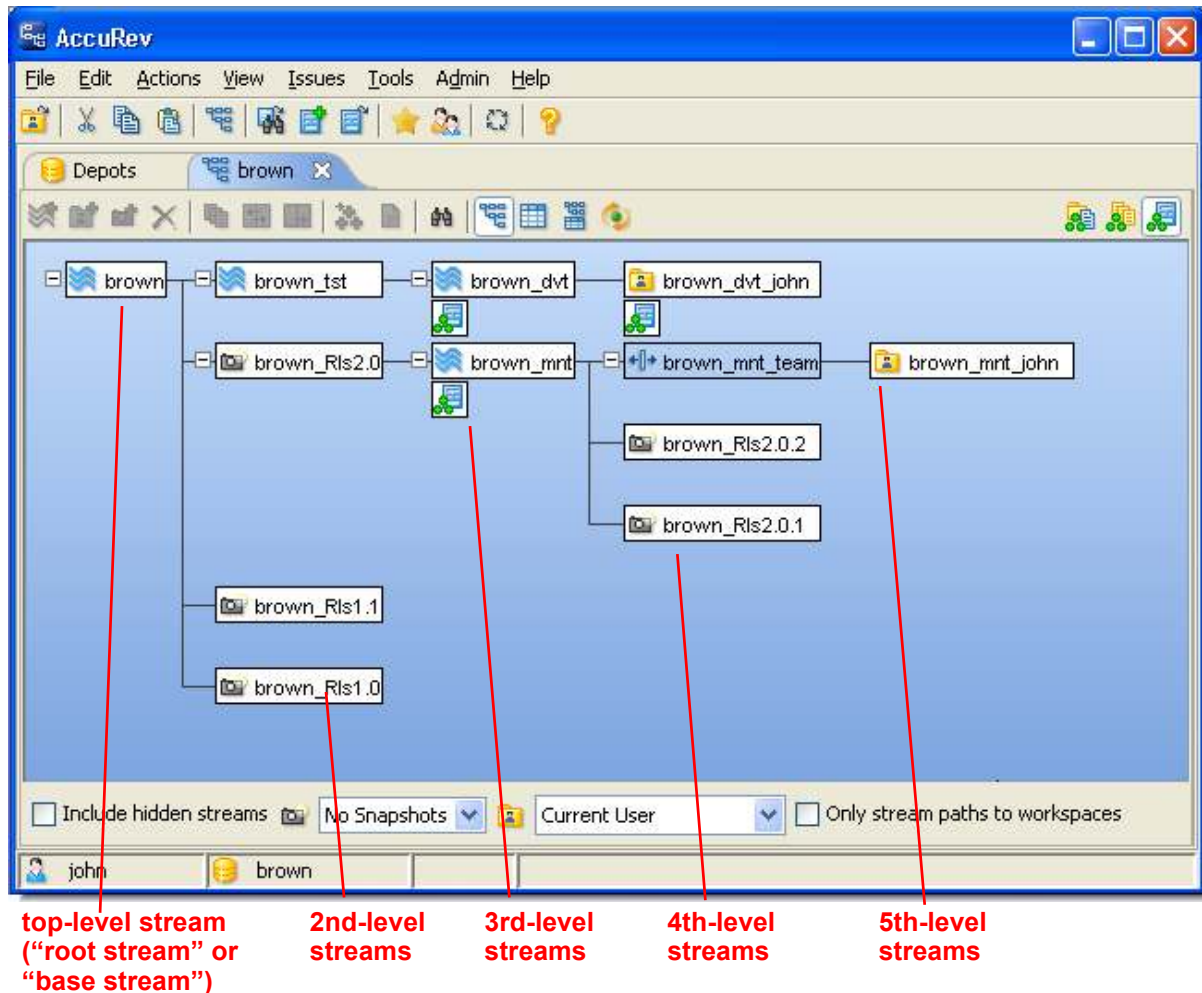 AccuRev
File Edit Actions View Issues Tools Admin Help
Depots brown
brown brown_tst brown_dvt brown_dvt_john
brown_Rls2.0 brown_mnt brown_mnt_team brown_mnt_john
brown_Rls2.0.2
brown_Rls2.0.1
brown_Rls1.1
brown_Rls1.0
Include hidden streams No Snapshots Current User Only stream paths to workspaces
john brown
top-level stream
(“root stream” or
“base stream”)
2nd-level
streams
3rd-level
streams
4th-level
streams
5th-level
streams